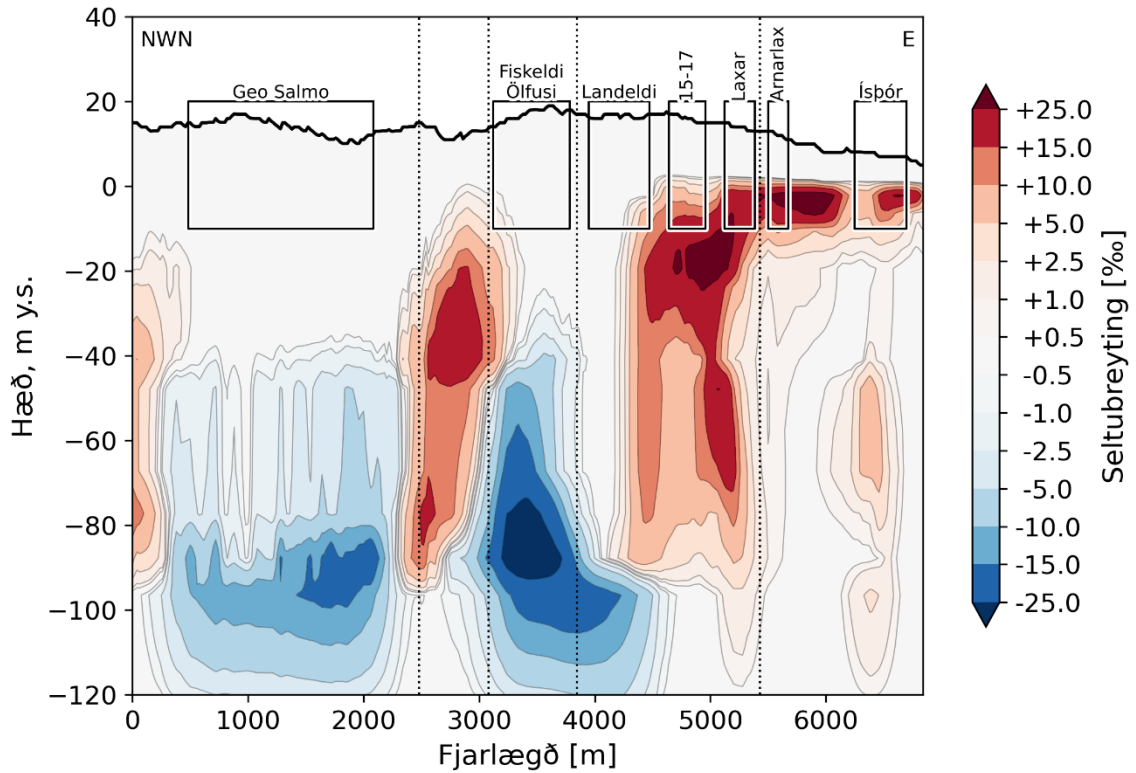 NWN
E
Geo Salmo
Fiskeldi
Ölfusi
Landeldi
15-17
Laxar
Arnarlax
Ísþór
40
20
0
−20
−40
−60
−80
−100
−120
Hæð, m y.s.
0
1000
2000
3000
4000
5000
6000
Fjarlægð [m]
+25.0
+15.0
+10.0
+5.0
+2.5
+1.0
+0.5
-0.5
-1.0
-2.5
-5.0
-10.0
-15.0
-25.0
Seltubreyting [‰]